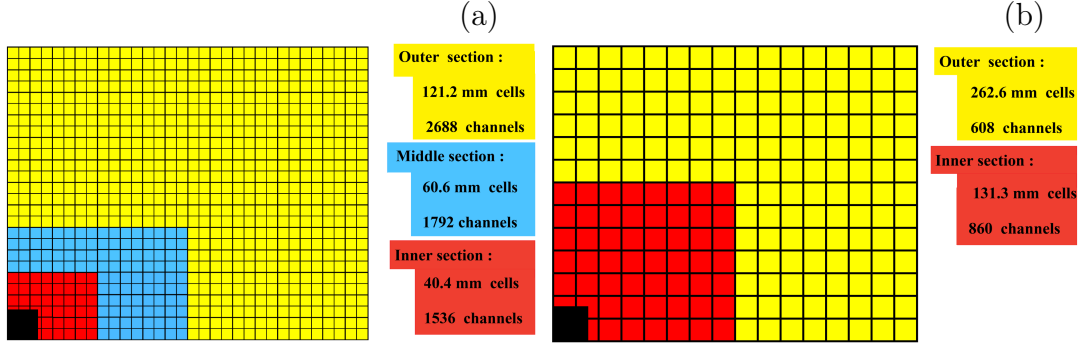 (a)
Outer section :
121.2 mm cells
2688 channels
Middle section :
60.6 mm cells
1792 channels
Inner section :
40.4 mm cells
1536 channels
(b)
Outer section :
262.6 mm cells
608 channels
Inner section :
131.3 mm cells
860 channels